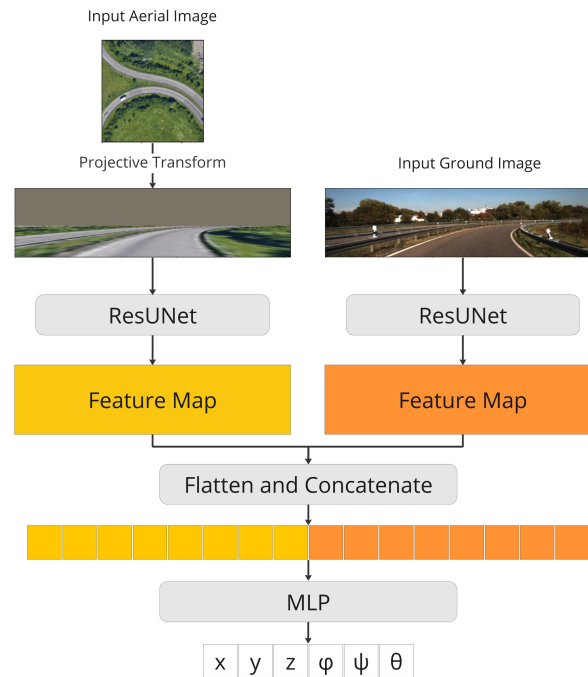 Input Aerial Image
Projective Transform
Input Ground Image
ResUNet
ResUNet
Feature Map
Feature Map
Flatten and Concatenate
MLP
x y z φ ψ θ